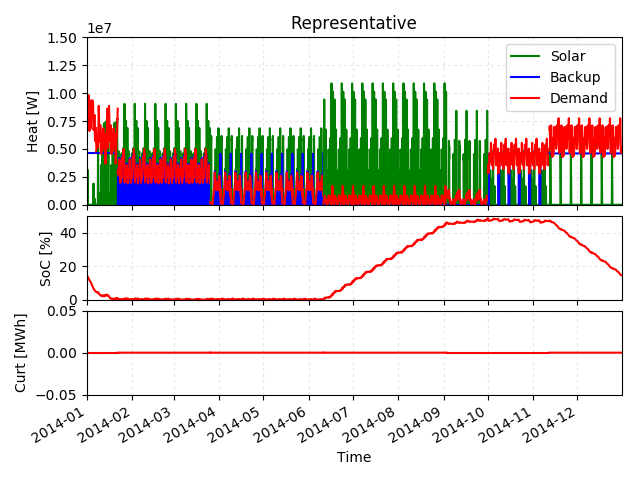 Representative
1e7
1.50
1.25
1.00
0.75
0.50
0.25
0.00
Heat [W]
Solar
Backup
Demand
40
20
0
SoC [%]
0.05
0.00
−0.05
Curt [MWh]
2014-01
2014-02
2014-03
2014-04
2014-05
2014-06
2014-07
2014-08
2014-09
2014-10
2014-11
2014-12
Time